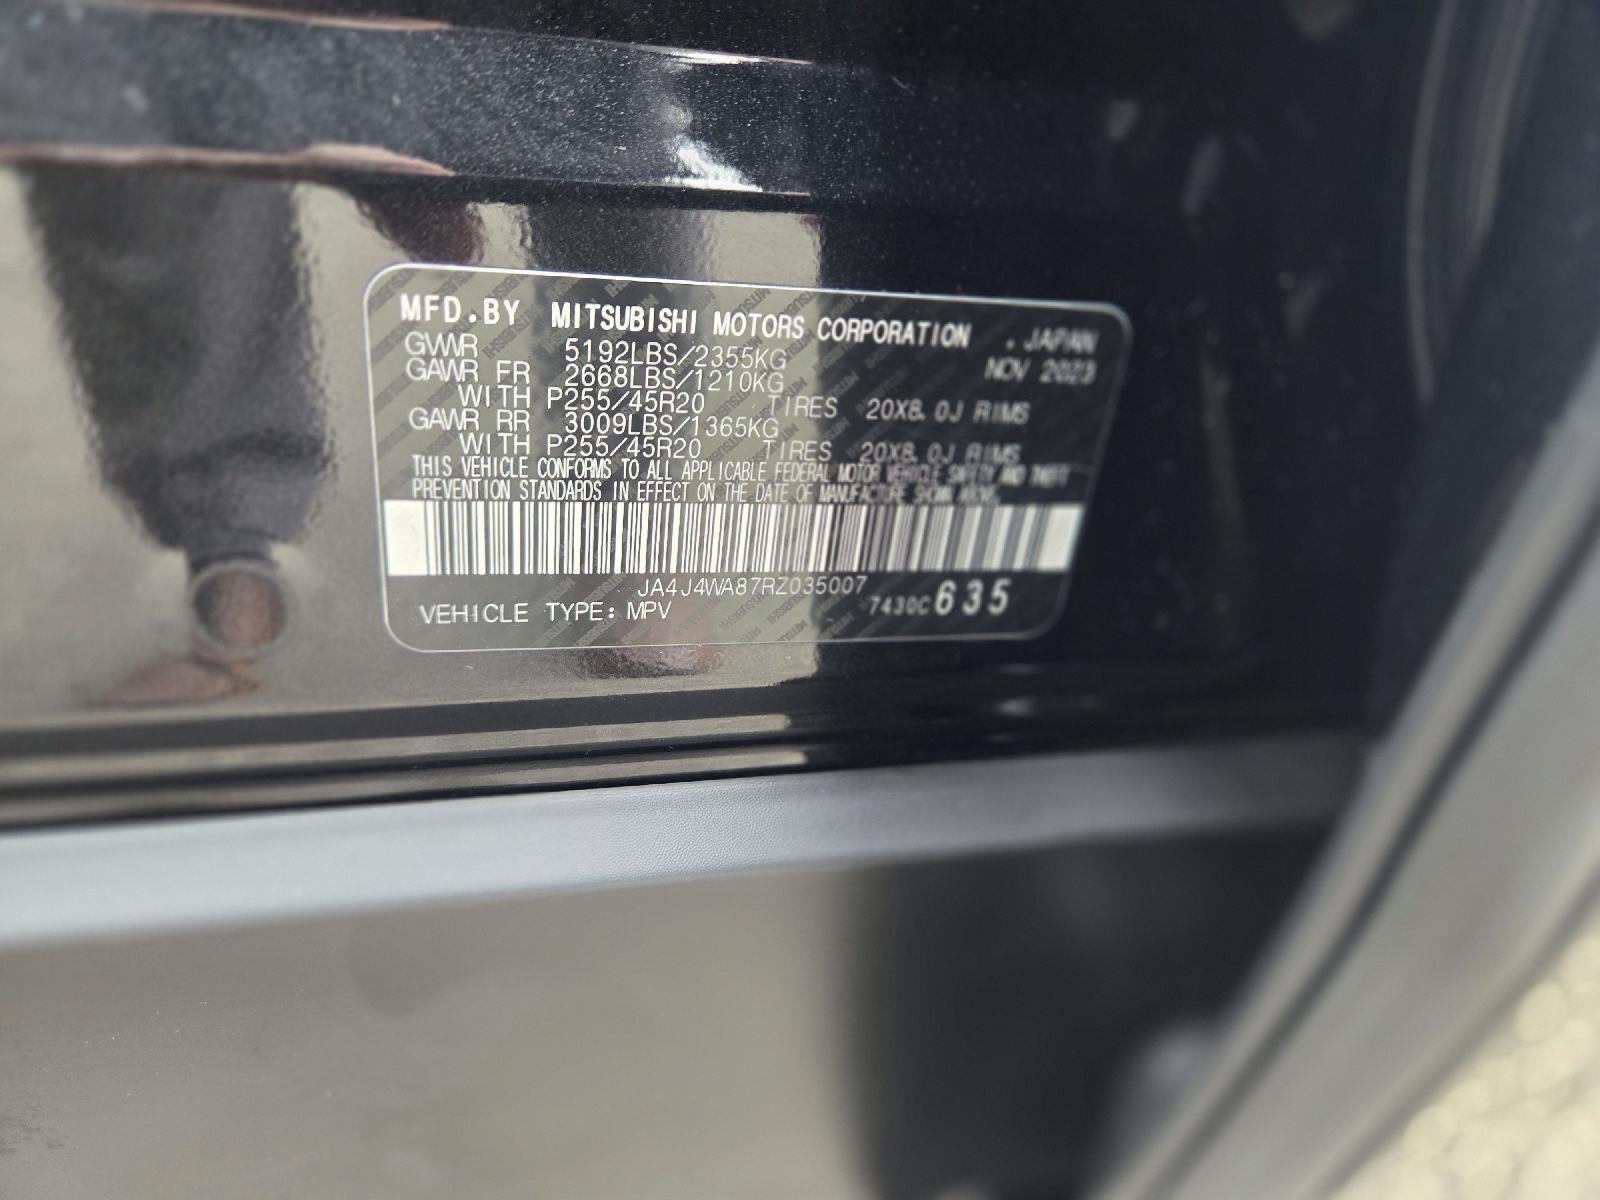 MFD.BY MITSUBISHI MOTORS CORPORATION . JAPAN
GVWR 5192LBS/2355KG NOV 2023
GAWR FR 2668LBS/1210KG
WITH P255/45R20 TIRES 20X8.0J RIMS
GAWR RR 3009LBS/1365KG
WITH P255/45R20 TIRES 20X8.0J RIMS
THIS VEHICLE CONFORMS TO ALL APPLICABLE FEDERAL MOTOR VEHICLE SAFETY AND THEFT
PREVENTION STANDARDS IN EFFECT ON THE DATE OF MANUFACTURE SHOWN ABOVE.
JA4J4WA87RZ035007
VEHICLE TYPE: MPV 7430C 635